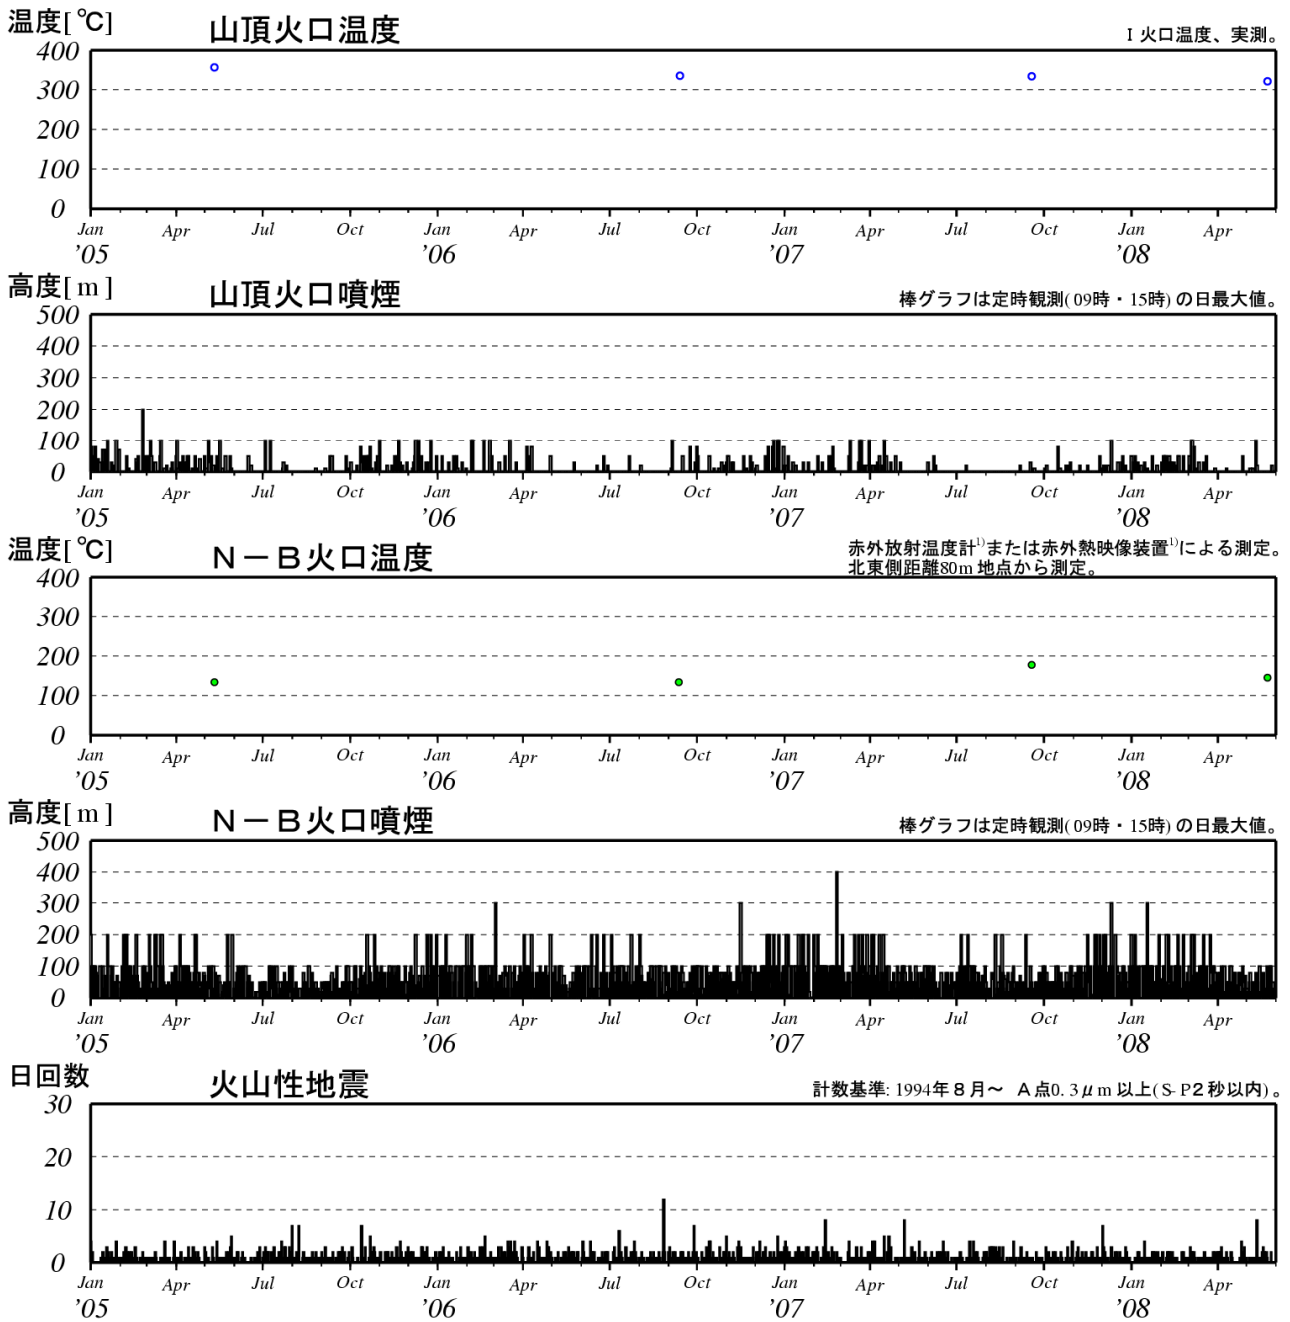 温度[℃]
山頂火口温度
I 火口温度、実測。
400
300
200
100
0
Jan Apr Jul Oct Jan Apr Jul Oct Jan Apr Jul Oct Jan Apr
'05 '06 '07 '08
高度[m]
山頂火口噴煙
棒グラフは定時観測(09時・15時)の日最大値。
500
400
300
200
100
0
Jan Apr Jul Oct Jan Apr Jul Oct Jan Apr Jul Oct Jan Apr
'05 '06 '07 '08
温度[℃]
N－B火口温度
赤外放射温度計1)または赤外熱映像装置1)による測定。
北東側距離80m地点から測定。
400
300
200
100
0
Jan Apr Jul Oct Jan Apr Jul Oct Jan Apr Jul Oct Jan Apr
'05 '06 '07 '08
高度[m]
N－B火口噴煙
棒グラフは定時観測(09時・15時)の日最大値。
500
400
300
200
100
0
Jan Apr Jul Oct Jan Apr Jul Oct Jan Apr Jul Oct Jan Apr
'05 '06 '07 '08
日回数
火山性地震
計数基準: 1994年８月～ A点0.3μm以上(S-P2秒以内)。
30
20
10
0
Jan Apr Jul Oct Jan Apr Jul Oct Jan Apr Jul Oct Jan Apr
'05 '06 '07 '08